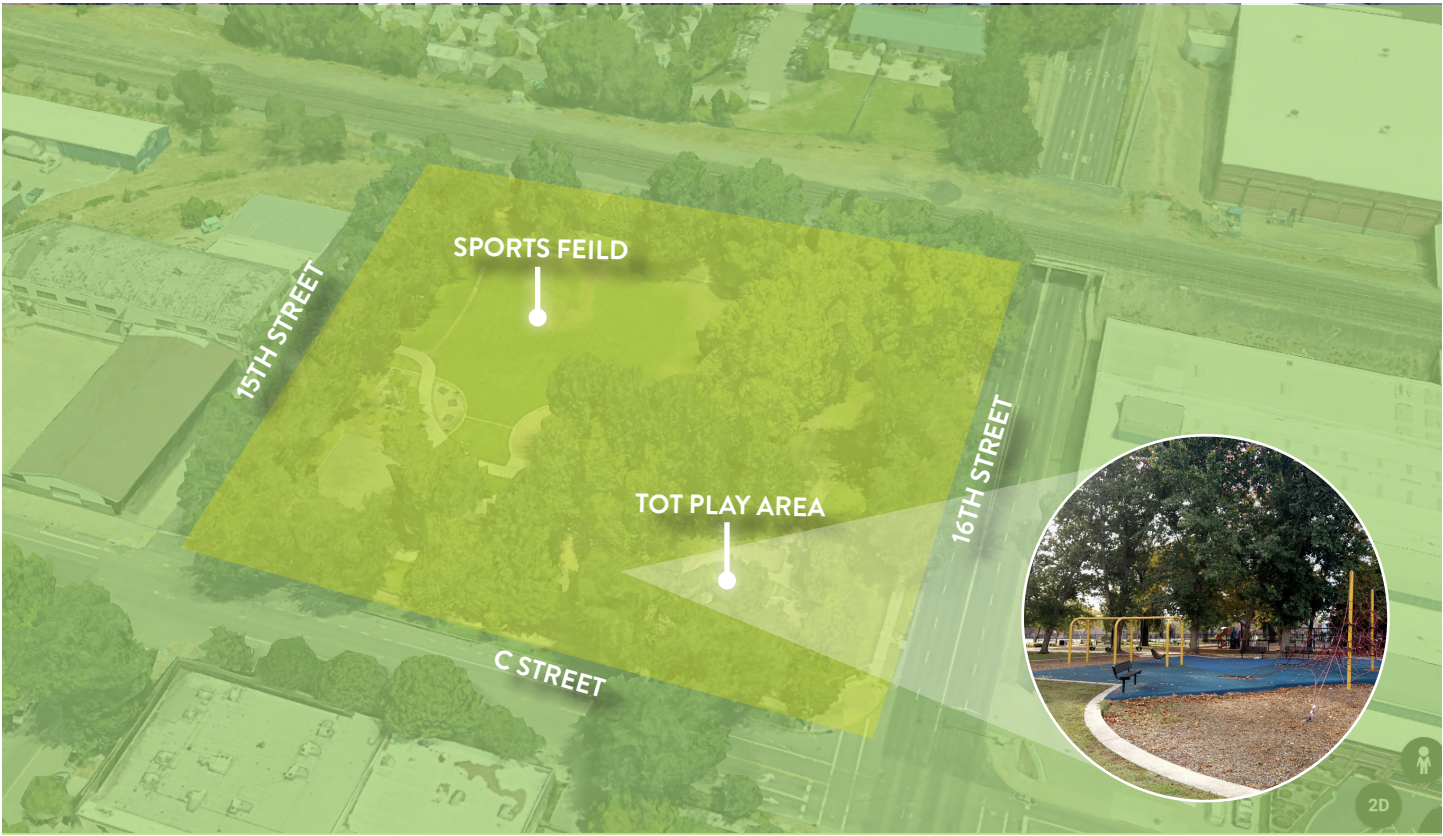 SPORTS FEILD
15TH STREET
16TH STREET
TOT PLAY AREA
C STREET
2D